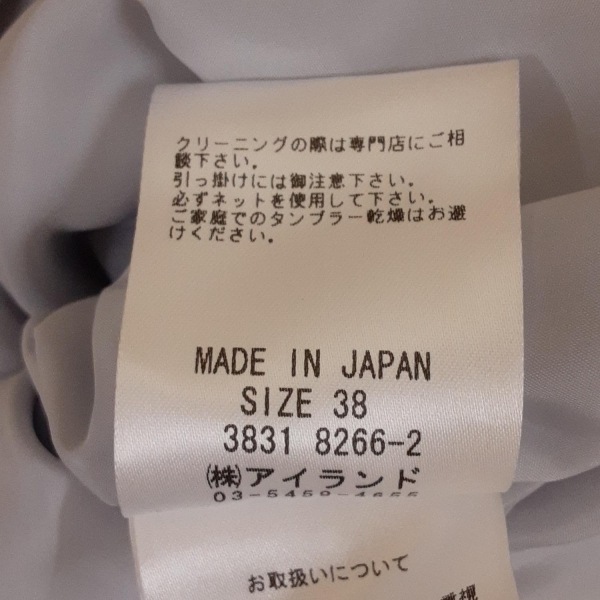 クリーニングの際は専門店にご相
談下さい。
引っ掛けには御注意下さい。
必ずネットを使用して下さい。
ご家庭でのタンブラー乾燥はお避
けください。
MADE IN JAPAN
SIZE 38
3831 8266-2
(株)アイランド
03-5459-4655
お取扱いについて